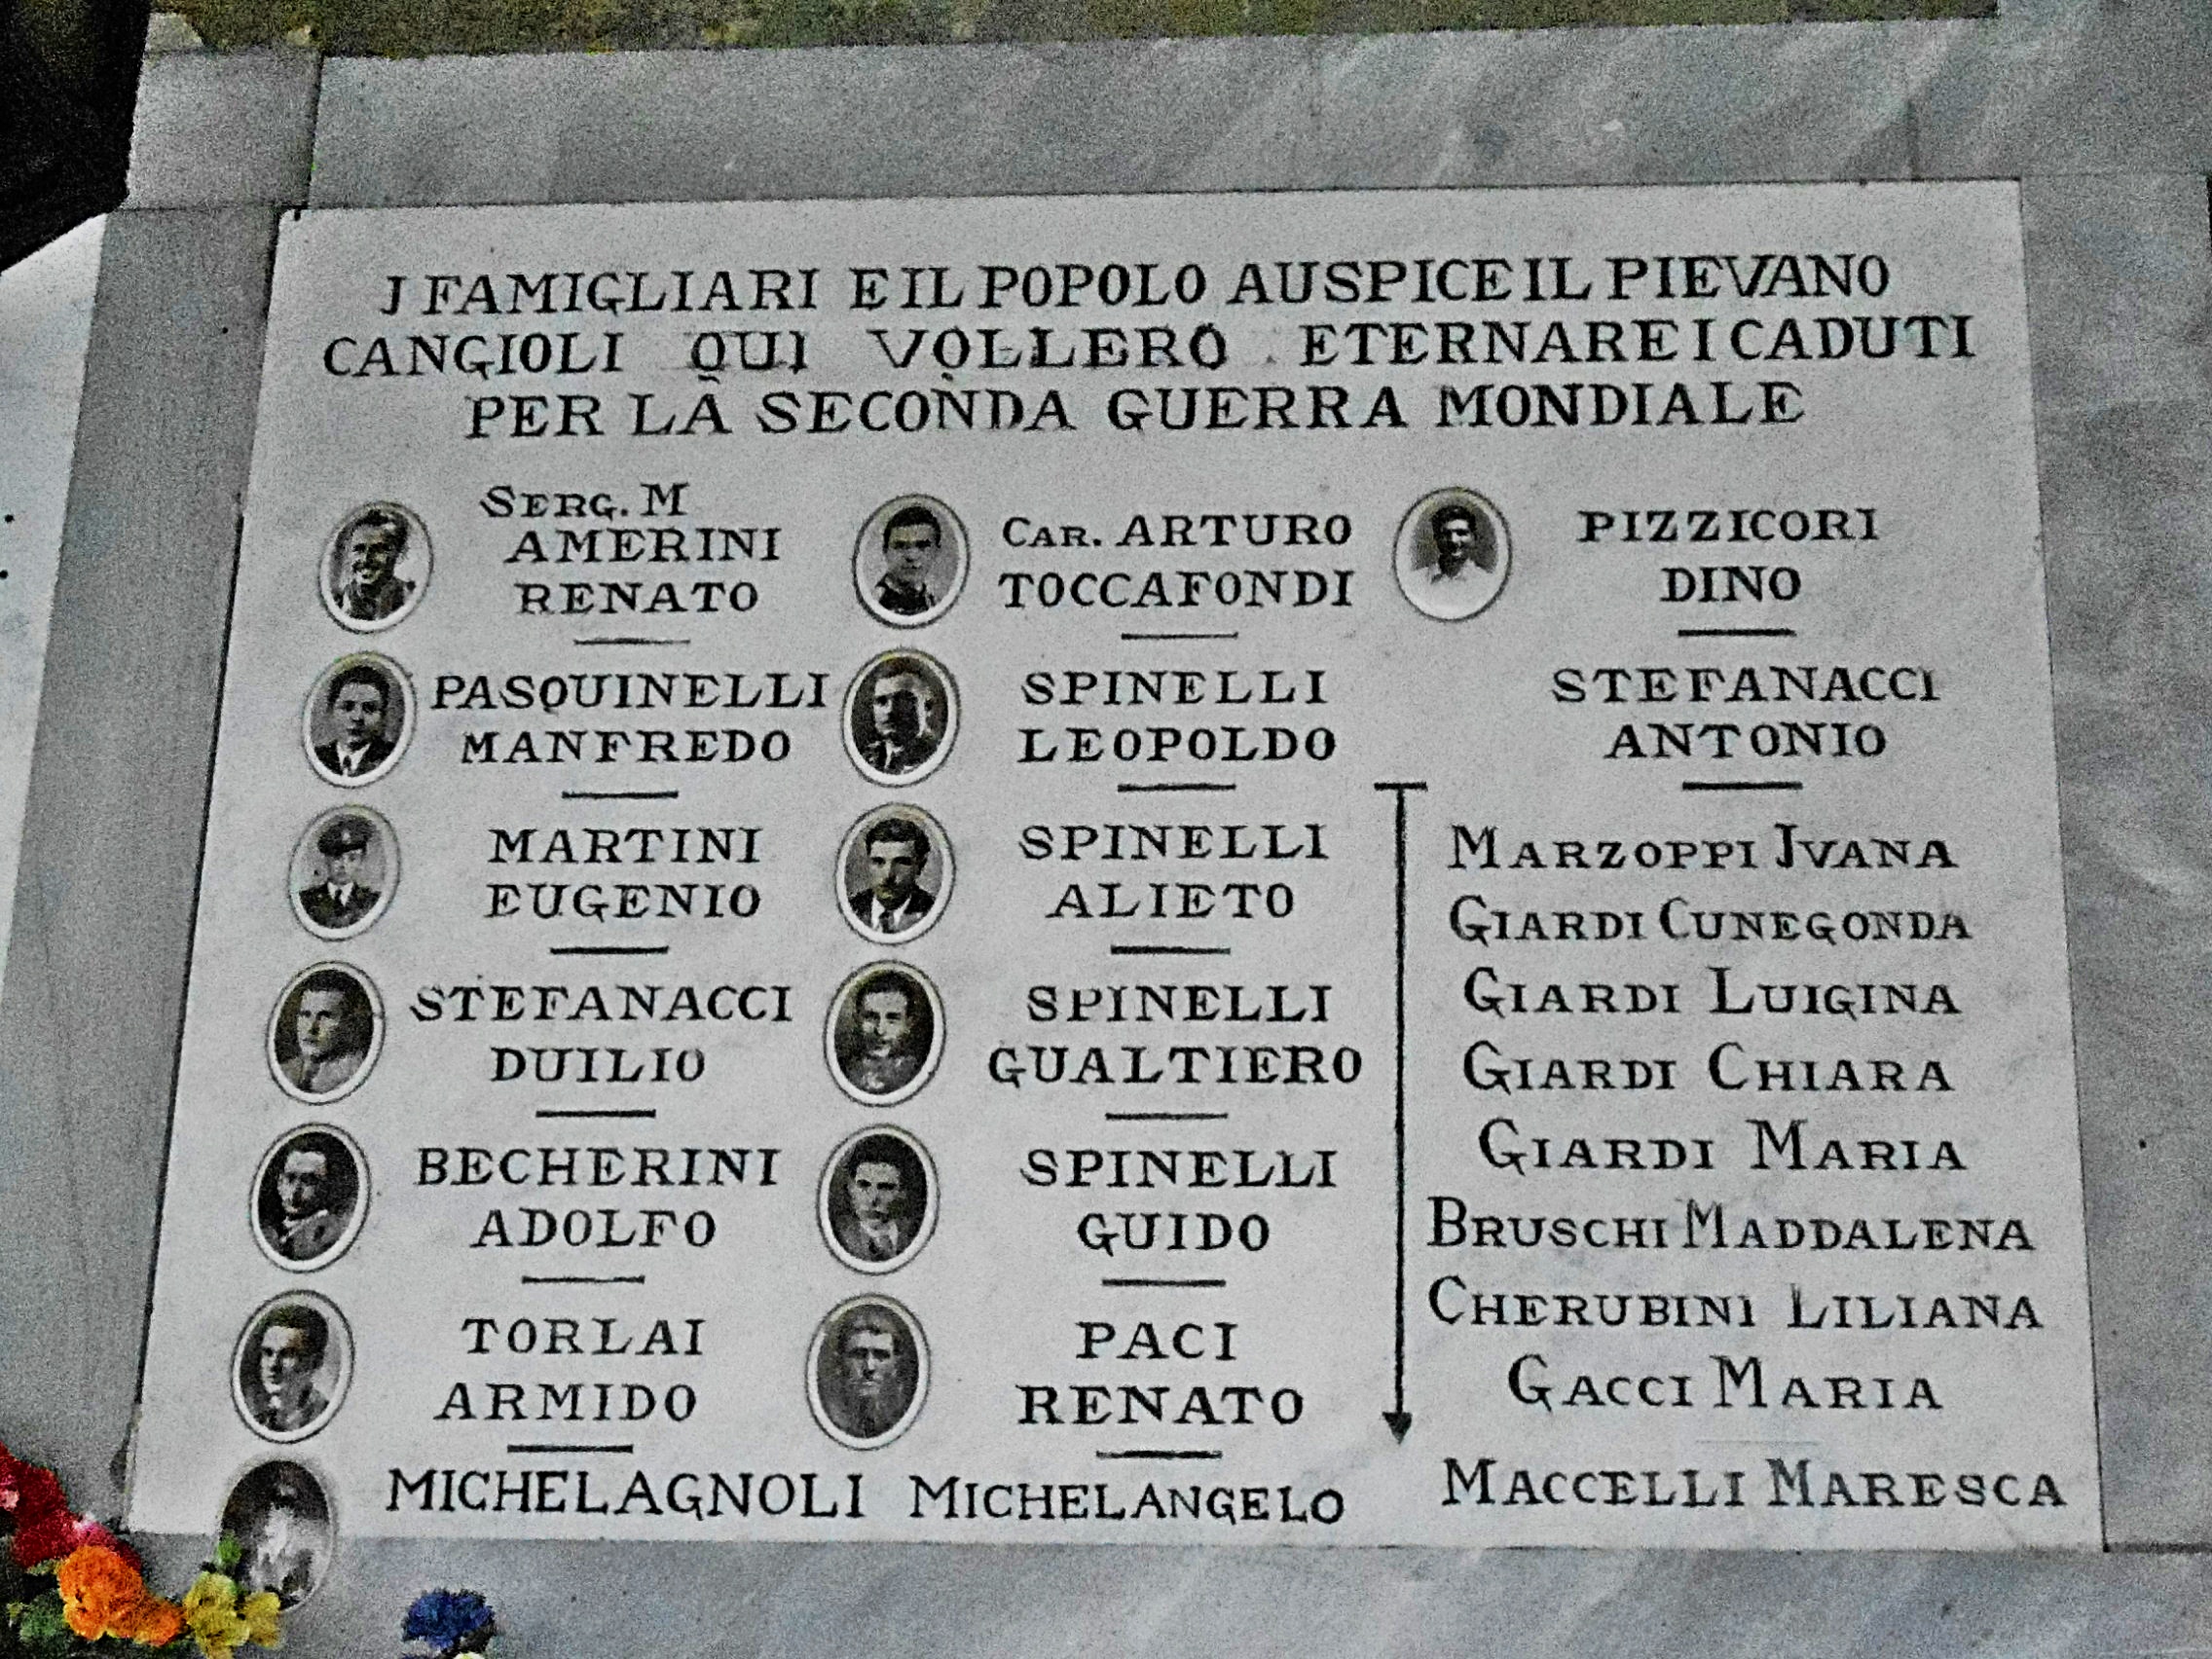 J FAMIGLIARI E IL POPOLO AUSPICE IL PIEVANO
CANGIOLI QUI VOLLERO ETERNARE I CADUTI
PER LA SECONDA GUERRA MONDIALE
SERG. M
AMERINI
RENATO
PASQUINELLI
MANFREDO
MARTINI
EUGENIO
STEFANACCI
DUILIO
BECHERINI
ADOLFO
TORLAI
ARMIDO
MICHELAGNOLI MICHELANGELO
CAR. ARTURO
TOCCAFONDI
SPINELLI
LEOPOLDO
SPINELLI
ALIETO
SPINELLI
GUALTIERO
SPINELLI
GUIDO
PACI
RENATO
PIZZICORI
DINO
STEFANACCI
ANTONIO
MARZOPPI JVANA
GIARDI CUNEGONDA
GIARDI LUIGINA
GIARDI CHIARA
GIARDI MARIA
BRUSCHI MADDALENA
CHERUBINI LILIANA
GACCI MARIA
MACCELLI MARESCA